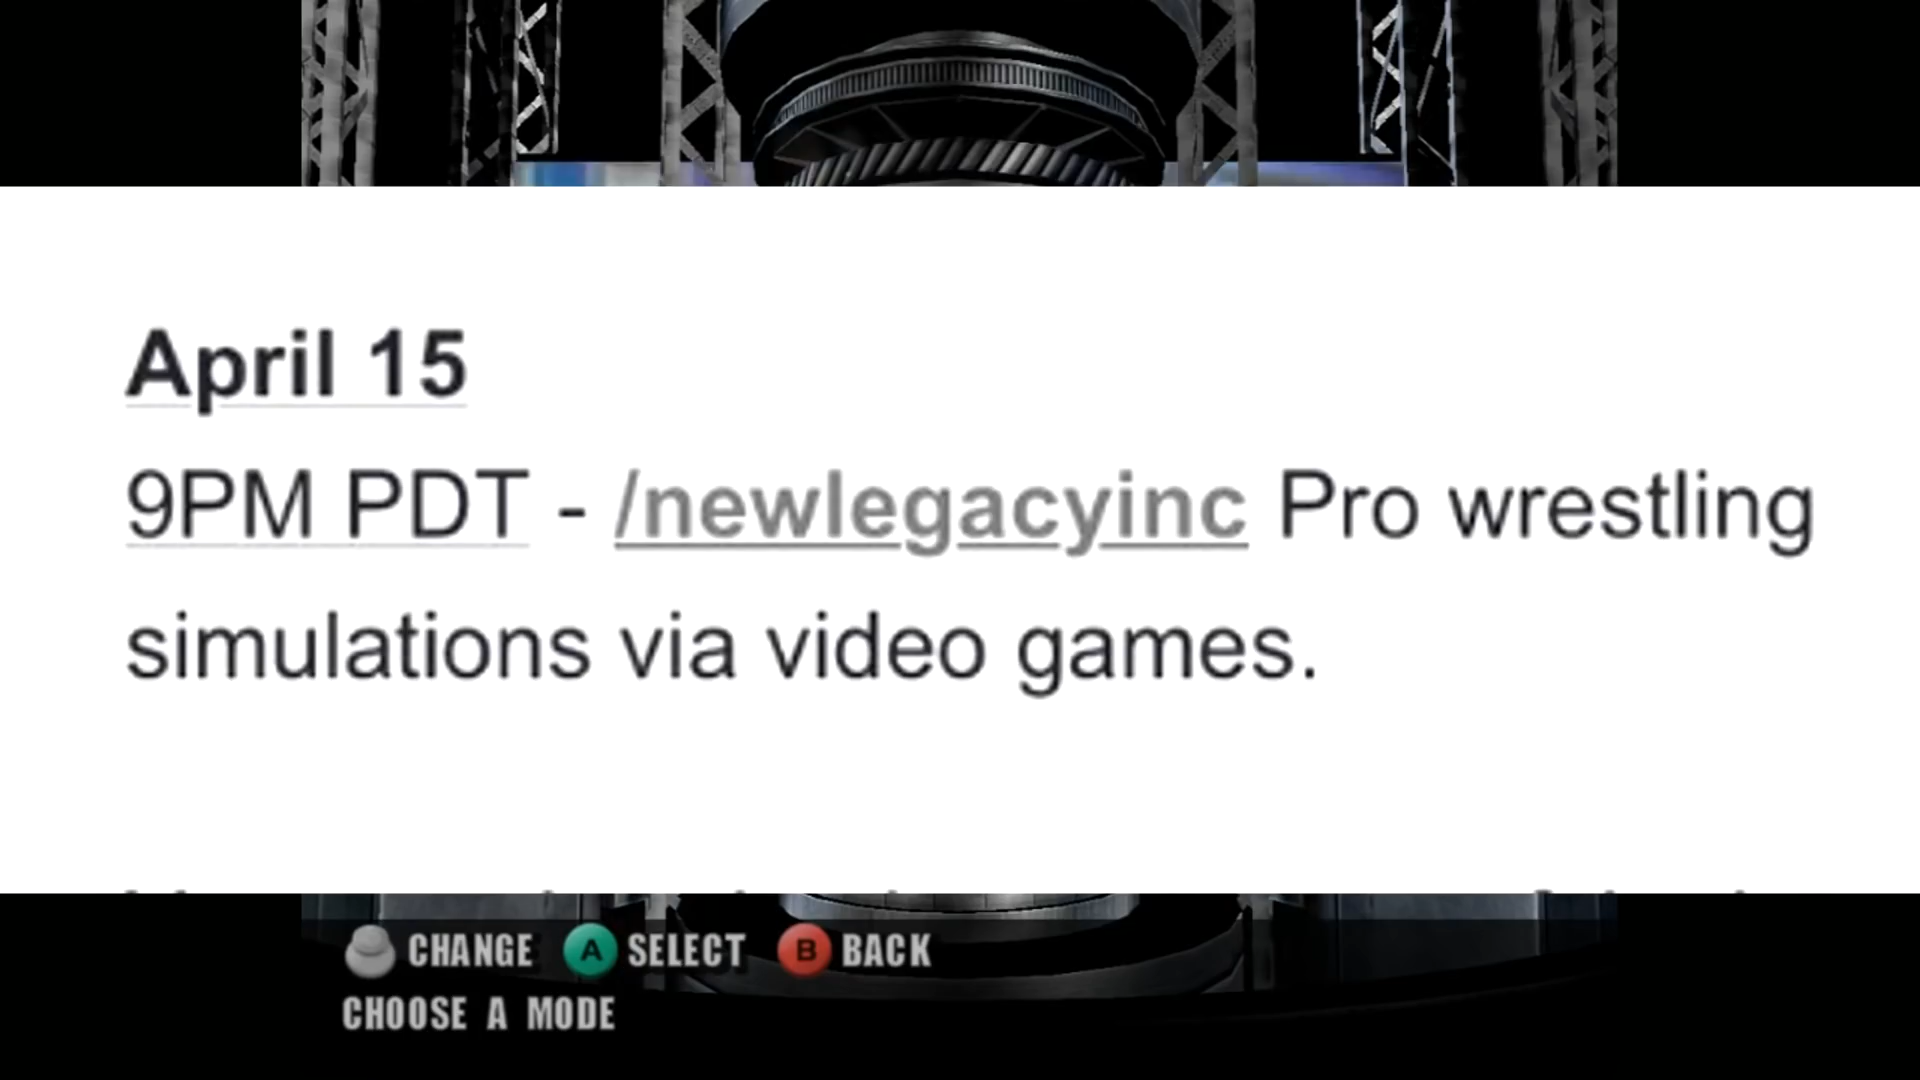 April 15
9PM PDT - /newlegacyinc Pro wrestling
simulations via video games.
CHANGE A SELECT B BACK
CHOOSE A MODE